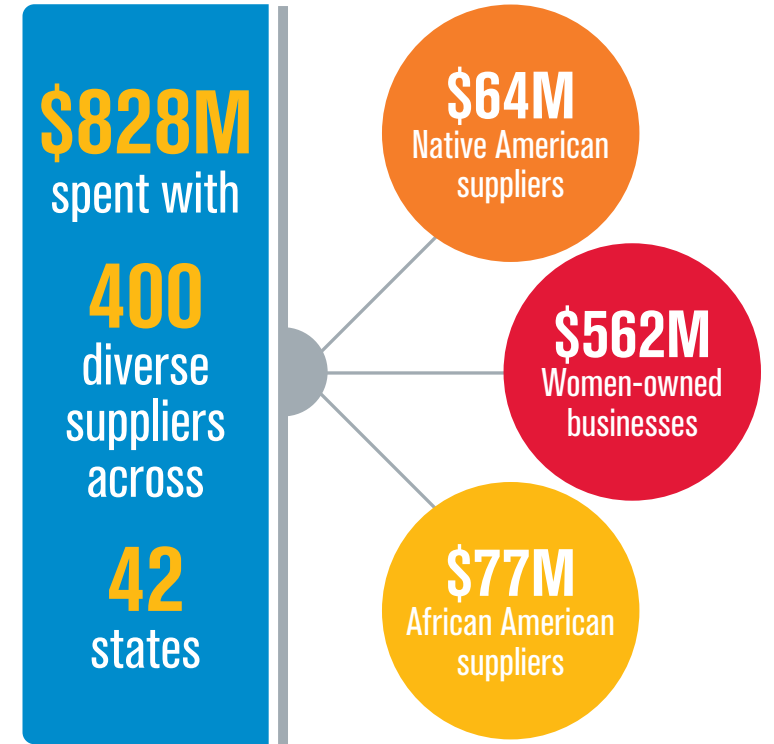 $828M
spent with
400
diverse
suppliers
across
42
states
$64M
Native American
suppliers
$562M
Women-owned
businesses
$77M
African American
suppliers